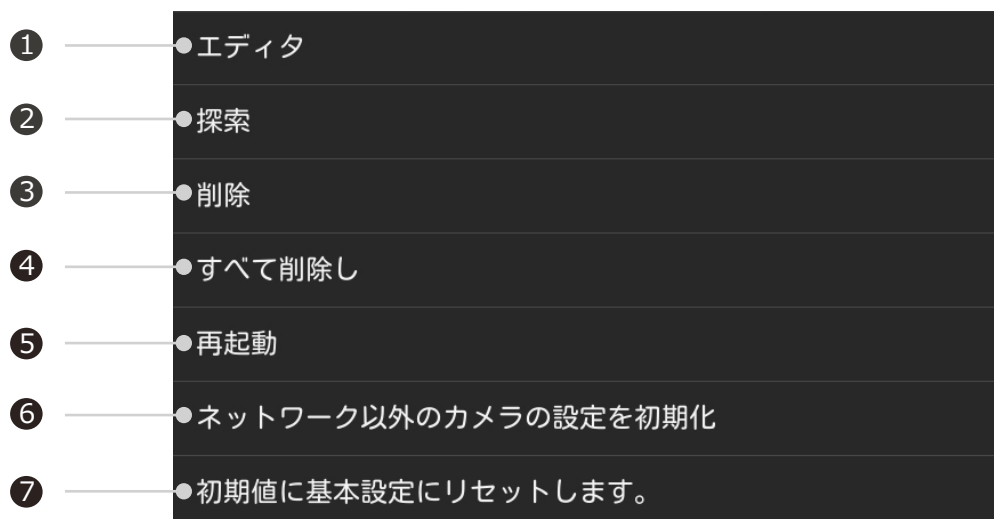 ❶ エディタ
❷ 探索
❸ 削除
❹ すべて削除し
❺ 再起動
❻ ネットワーク以外のカメラの設定を初期化
❼ 初期値に基本設定にリセットします。